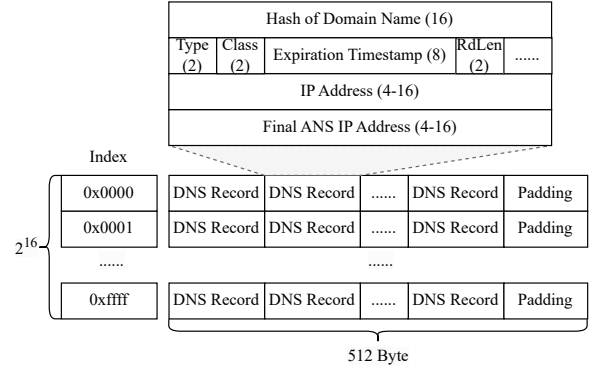 Hash of Domain Name (16)
Type (2) Class (2) Expiration Timestamp (8) RdLen (2) ......
IP Address (4-16)
Final ANS IP Address (4-16)
Index
0x0000 DNS Record DNS Record ...... DNS Record Padding
0x0001 DNS Record DNS Record ...... DNS Record Padding
2^16 ...... ......
0xffff DNS Record DNS Record ...... DNS Record Padding
512 Byte